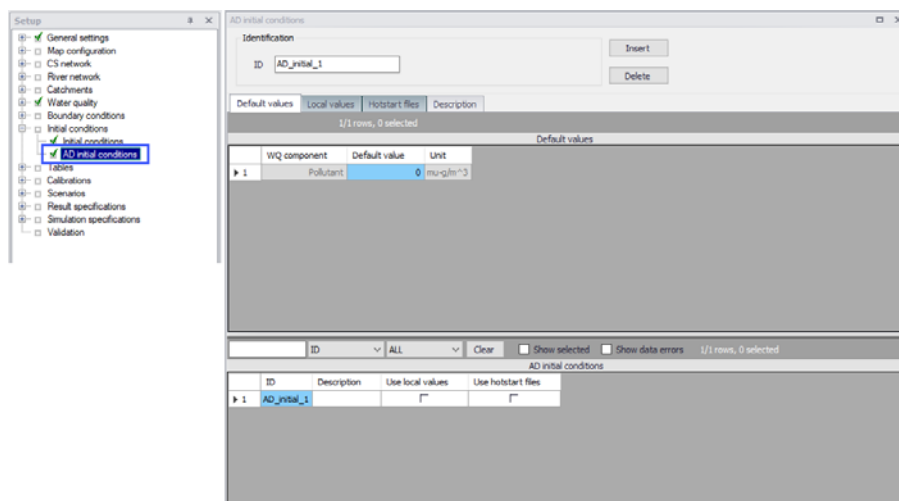 Setup
General settings
Map configuration
CS network
River network
Catchments
Water quality
Boundary conditions
Initial conditions
Initial conditions
AD initial conditions
Tables
Calibrations
Scenarios
Result specifications
Simulation specifications
Validation
AD initial conditions
Identification
ID AD_initial_1
Insert
Delete
Default values Local values Hotstart files Description
1/1 rows, 0 selected
Default values
WQ component Default value Unit
1 Pollutant 0 mu-g/m^3
ID ALL Clear Show selected Show data errors 1/1 rows, 0 selected
AD initial conditions
ID Description Use local values Use hotstart files
1 AD_initial_1